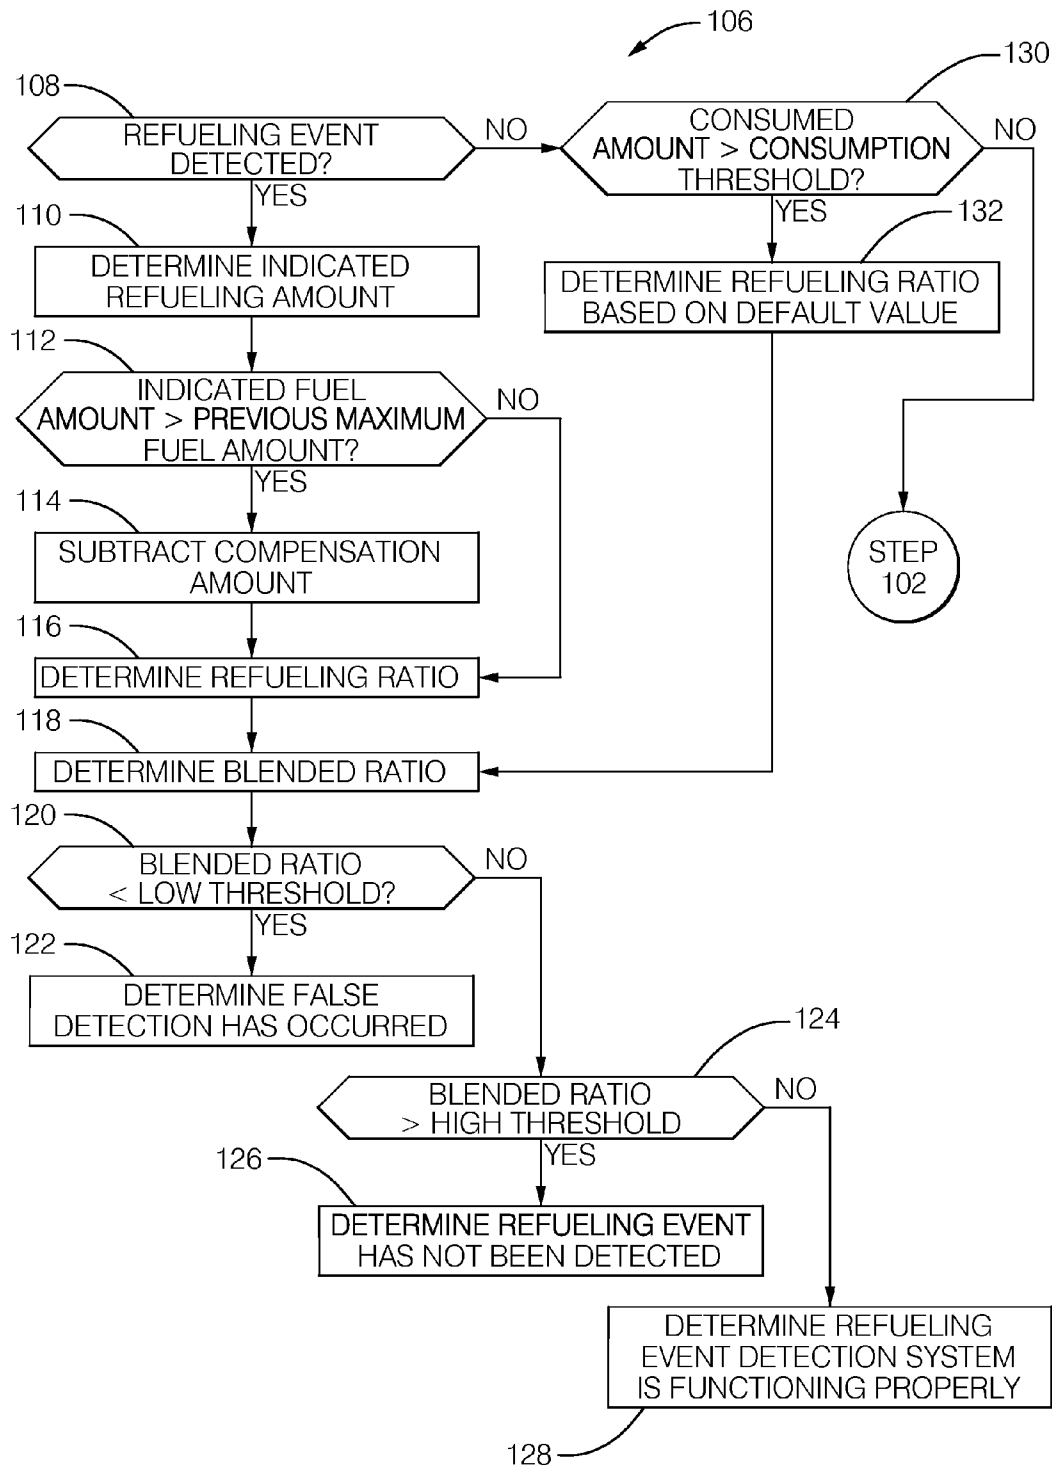 106
108
REFUELING EVENT
DETECTED?
NO
130
CONSUMED
AMOUNT > CONSUMPTION
THRESHOLD?
NO
YES
YES
110
DETERMINE INDICATED
REFUELING AMOUNT
132
DETERMINE REFUELING RATIO
BASED ON DEFAULT VALUE
112
INDICATED FUEL
AMOUNT > PREVIOUS MAXIMUM
FUEL AMOUNT?
NO
YES
114
SUBTRACT COMPENSATION
AMOUNT
STEP
102
116
DETERMINE REFUELING RATIO
118
DETERMINE BLENDED RATIO
120
BLENDED RATIO
< LOW THRESHOLD?
NO
YES
122
DETERMINE FALSE
DETECTION HAS OCCURRED
124
BLENDED RATIO
> HIGH THRESHOLD
NO
YES
126
DETERMINE REFUELING EVENT
HAS NOT BEEN DETECTED
DETERMINE REFUELING
EVENT DETECTION SYSTEM
IS FUNCTIONING PROPERLY
128